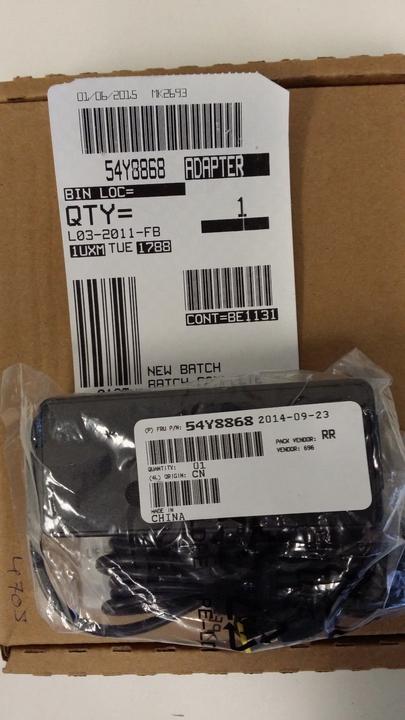 01/06/2015 MK2693
54Y8868 ADAPTER
BIN LOC=
QTY= 1
L03-2011-FB
1UXM TUE 1788
CONT=BE1131
NEW BATCH
(P) FRU P/N: 54Y8868 2014-09-23
PACK VENDOR: RR
VENDOR: 696
QUANTITY: 01
(4L) ORIGIN: CN
MADE IN
CHINA
4705